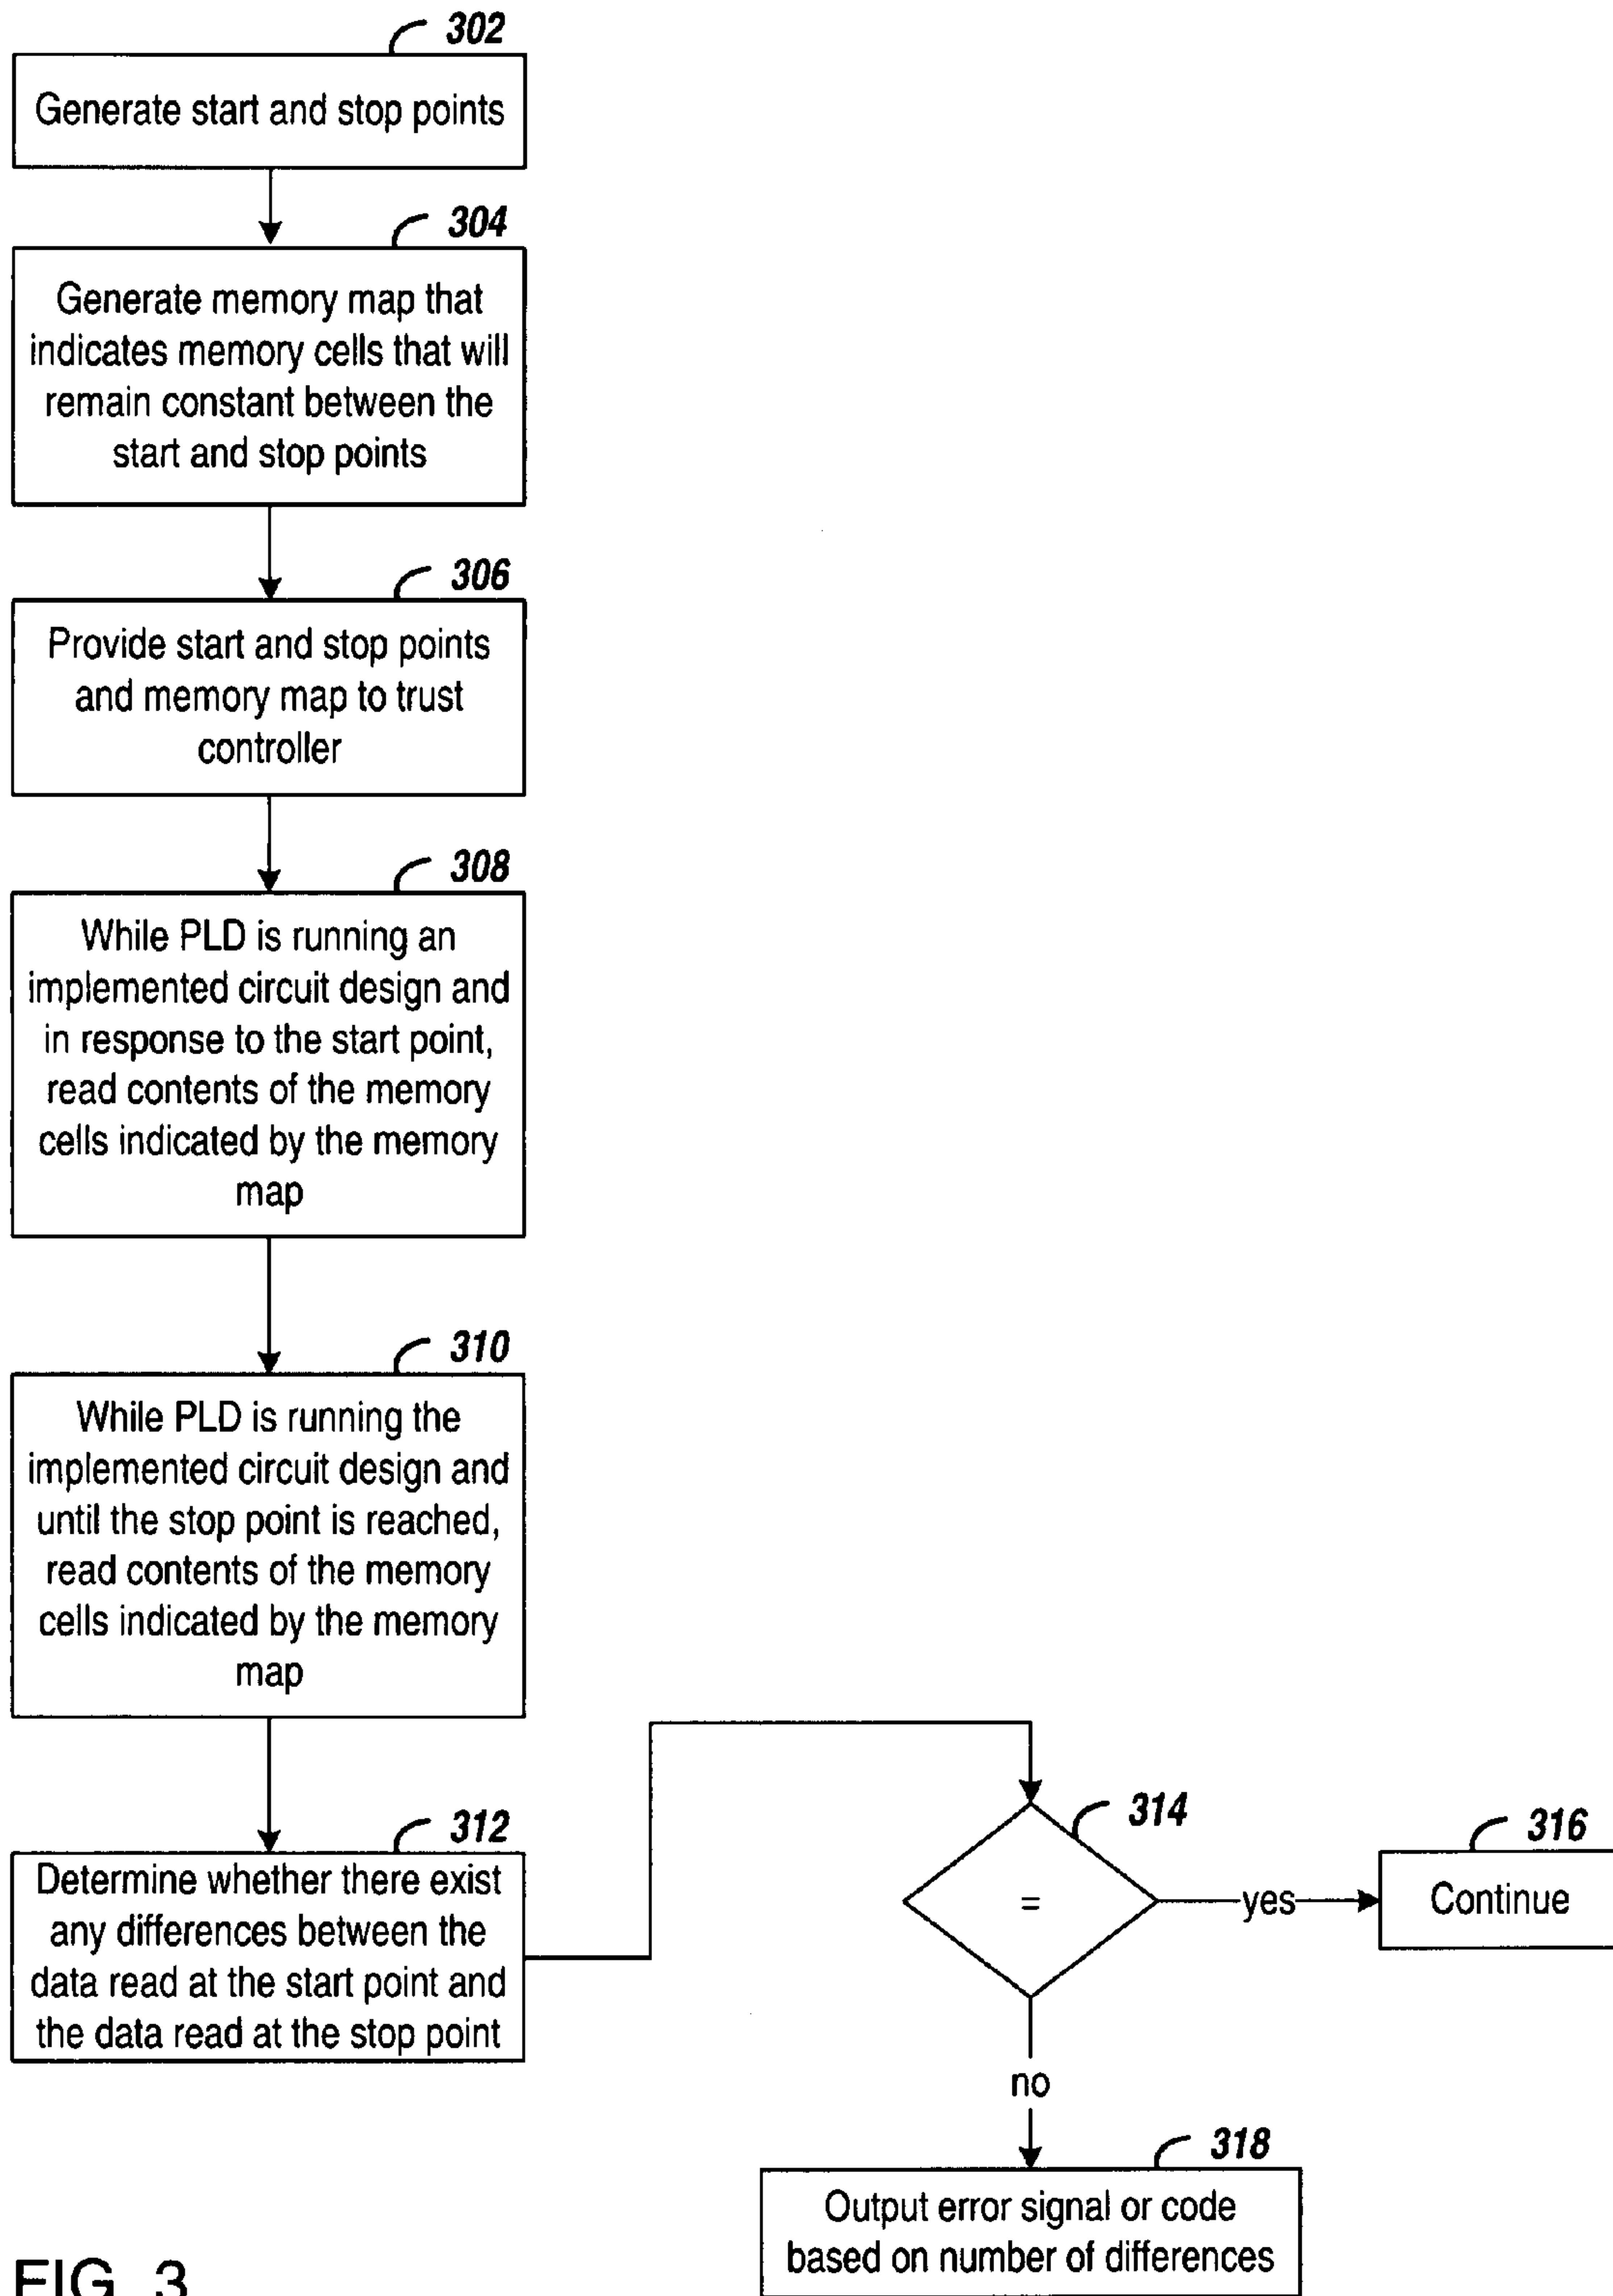 302
Generate start and stop points
304
Generate memory map that
indicates memory cells that will
remain constant between the
start and stop points
306
Provide start and stop points
and memory map to trust
controller
308
While PLD is running an
implemented circuit design and
in response to the start point,
read contents of the memory
cells indicated by the memory
map
310
While PLD is running the
implemented circuit design and
until the stop point is reached,
read contents of the memory
cells indicated by the memory
map
312
Determine whether there exist
any differences between the
data read at the start point and
the data read at the stop point
314
=
yes
316
Continue
no
318
Output error signal or code
based on number of differences
FIG. 3